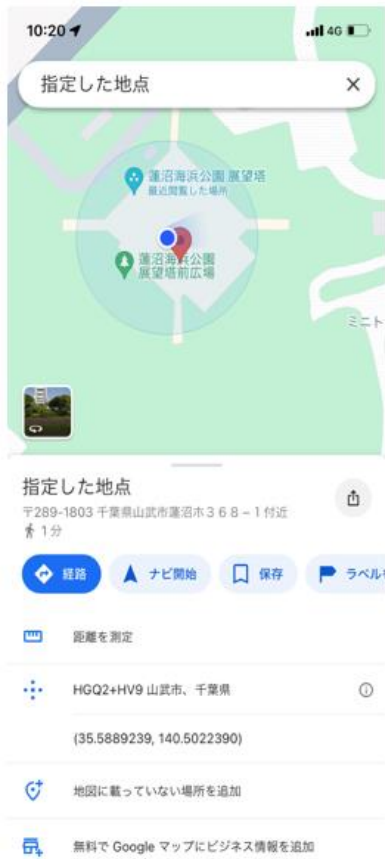 10:20
4G
指定した地点
蓮沼海浜公園 展望塔
最近閲覧した場所
蓮沼海浜公園
展望塔前広場
ミニト
指定した地点
〒289-1803 千葉県山武市蓮沼ホ368−1付近
1分
経路
ナビ開始
保存
ラベル
距離を測定
HGQ2+HV9 山武市、千葉県
(35.5889239, 140.5022390)
地図に載っていない場所を追加
無料で Google マップにビジネス情報を追加